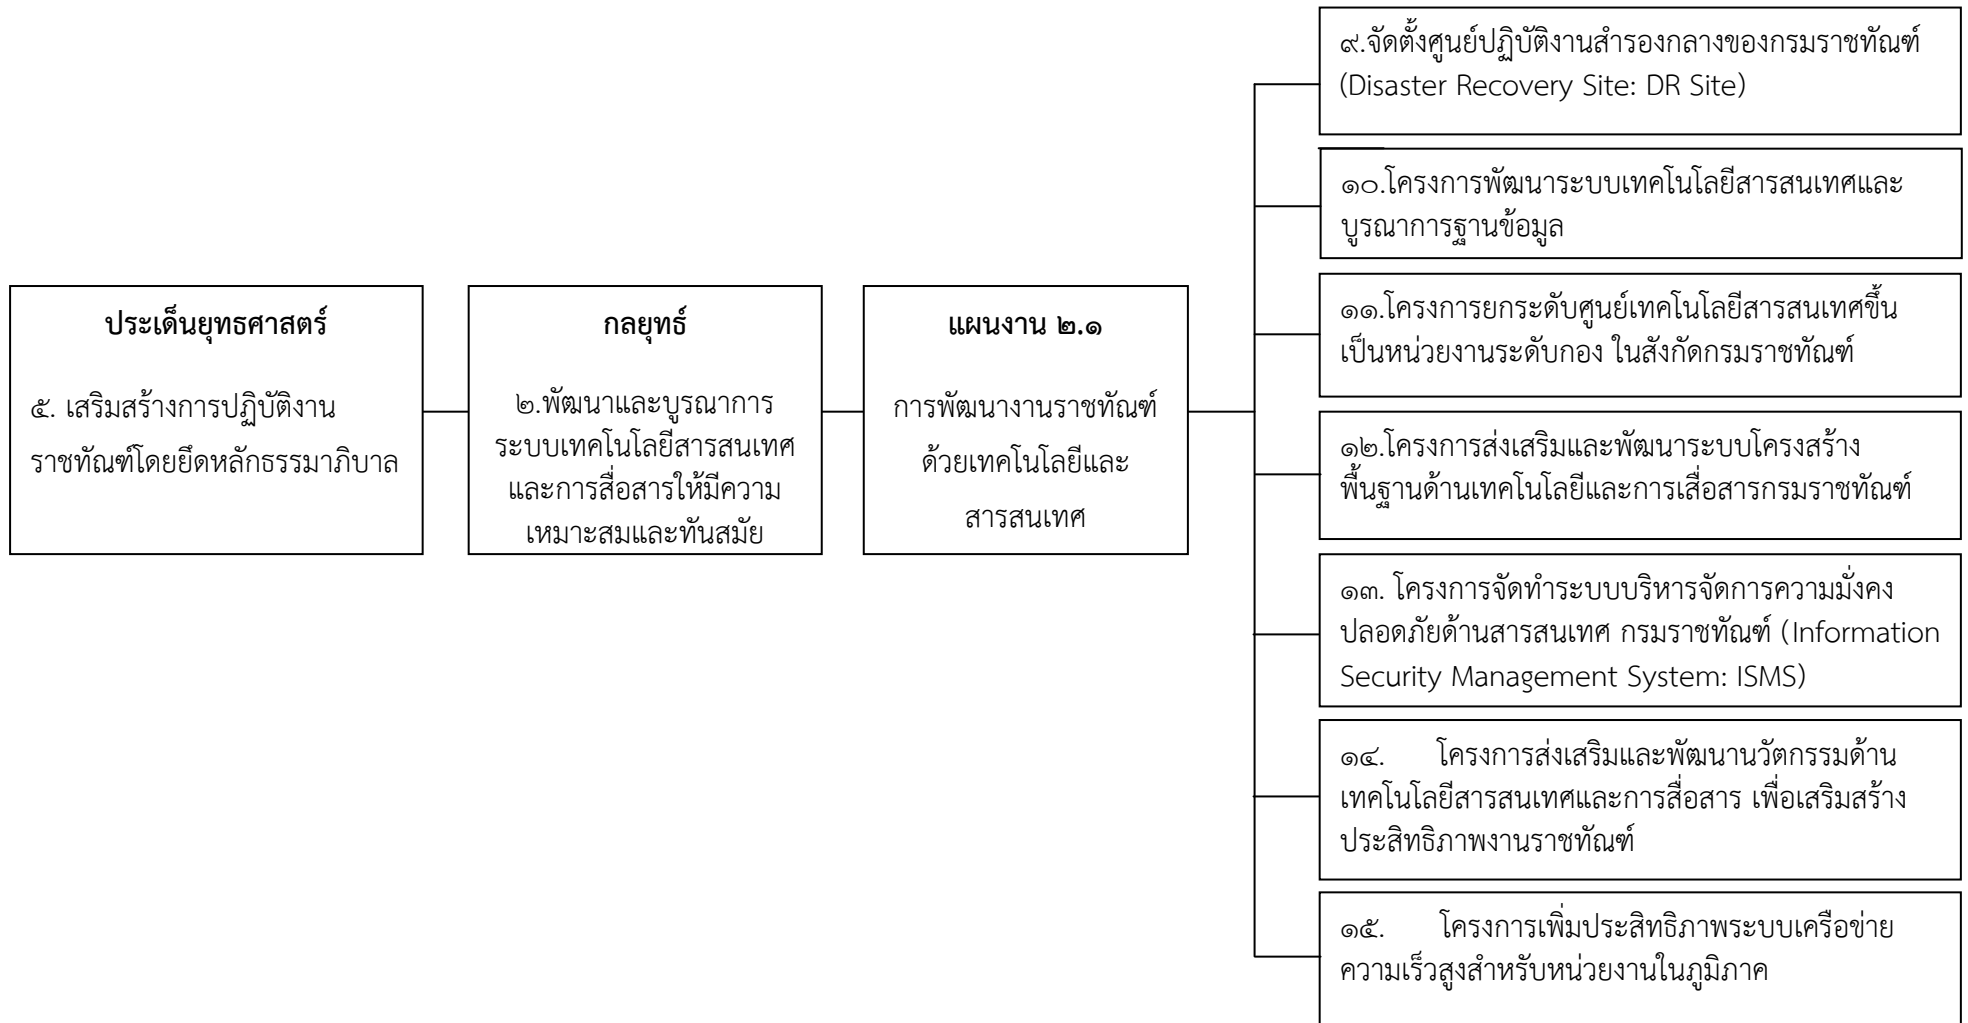 ประเด็นยุทธศาสตร์
๕. เสริมสร้างการปฏิบัติงาน
ราชทัณฑ์โดยยึดหลักธรรมาภิบาล
กลยุทธ์
๒.พัฒนาและบูรณาการ
ระบบเทคโนโลยีสารสนเทศ
และการสื่อสารให้มีความ
เหมาะสมและทันสมัย
แผนงาน ๒.๑
การพัฒนางานราชทัณฑ์
ด้วยเทคโนโลยีและ
สารสนเทศ
๙.จัดตั้งศูนย์ปฏิบัติงานสำรองกลางของกรมราชทัณฑ์
(Disaster Recovery Site: DR Site)
๑๐.โครงการพัฒนาระบบเทคโนโลยีสารสนเทศและ
บูรณาการฐานข้อมูล
๑๑.โครงการยกระดับศูนย์เทคโนโลยีสารสนเทศขึ้น
เป็นหน่วยงานระดับกอง ในสังกัดกรมราชทัณฑ์
๑๒.โครงการส่งเสริมและพัฒนาระบบโครงสร้าง
พื้นฐานด้านเทคโนโลยีและการเสื่อสารกรมราชทัณฑ์
๑๓. โครงการจัดทำระบบบริหารจัดการความมั่งคง
ปลอดภัยด้านสารสนเทศ กรมราชทัณฑ์ (Information
Security Management System: ISMS)
๑๔. โครงการส่งเสริมและพัฒนานวัตกรรมด้าน
เทคโนโลยีสารสนเทศและการสื่อสาร เพื่อเสริมสร้าง
ประสิทธิภาพงานราชทัณฑ์
๑๕. โครงการเพิ่มประสิทธิภาพระบบเครือข่าย
ความเร็วสูงสำหรับหน่วยงานในภูมิภาค